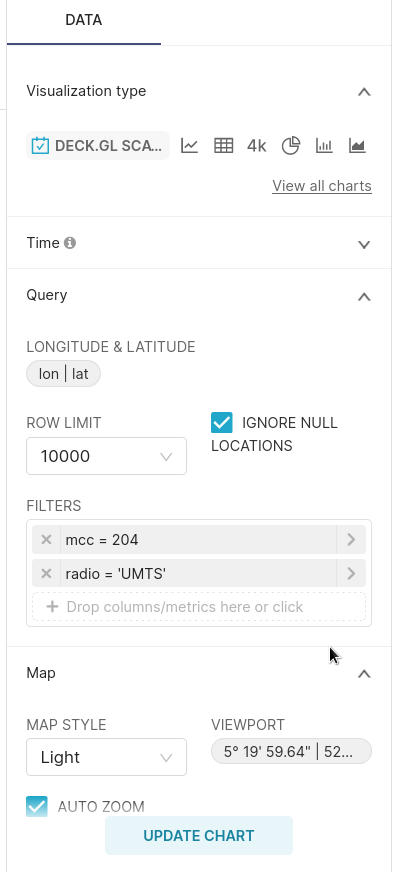 DATA
Visualization type
DECK.GL SCA... 4k
View all charts
Time
Query
LONGITUDE & LATITUDE
lon | lat
ROW LIMIT
IGNORE NULL
LOCATIONS
10000
FILTERS
mcc = 204
radio = 'UMTS'
Drop columns/metrics here or click
Map
MAP STYLE
VIEWPORT
Light
5° 19' 59.64" | 52...
AUTO ZOOM
UPDATE CHART